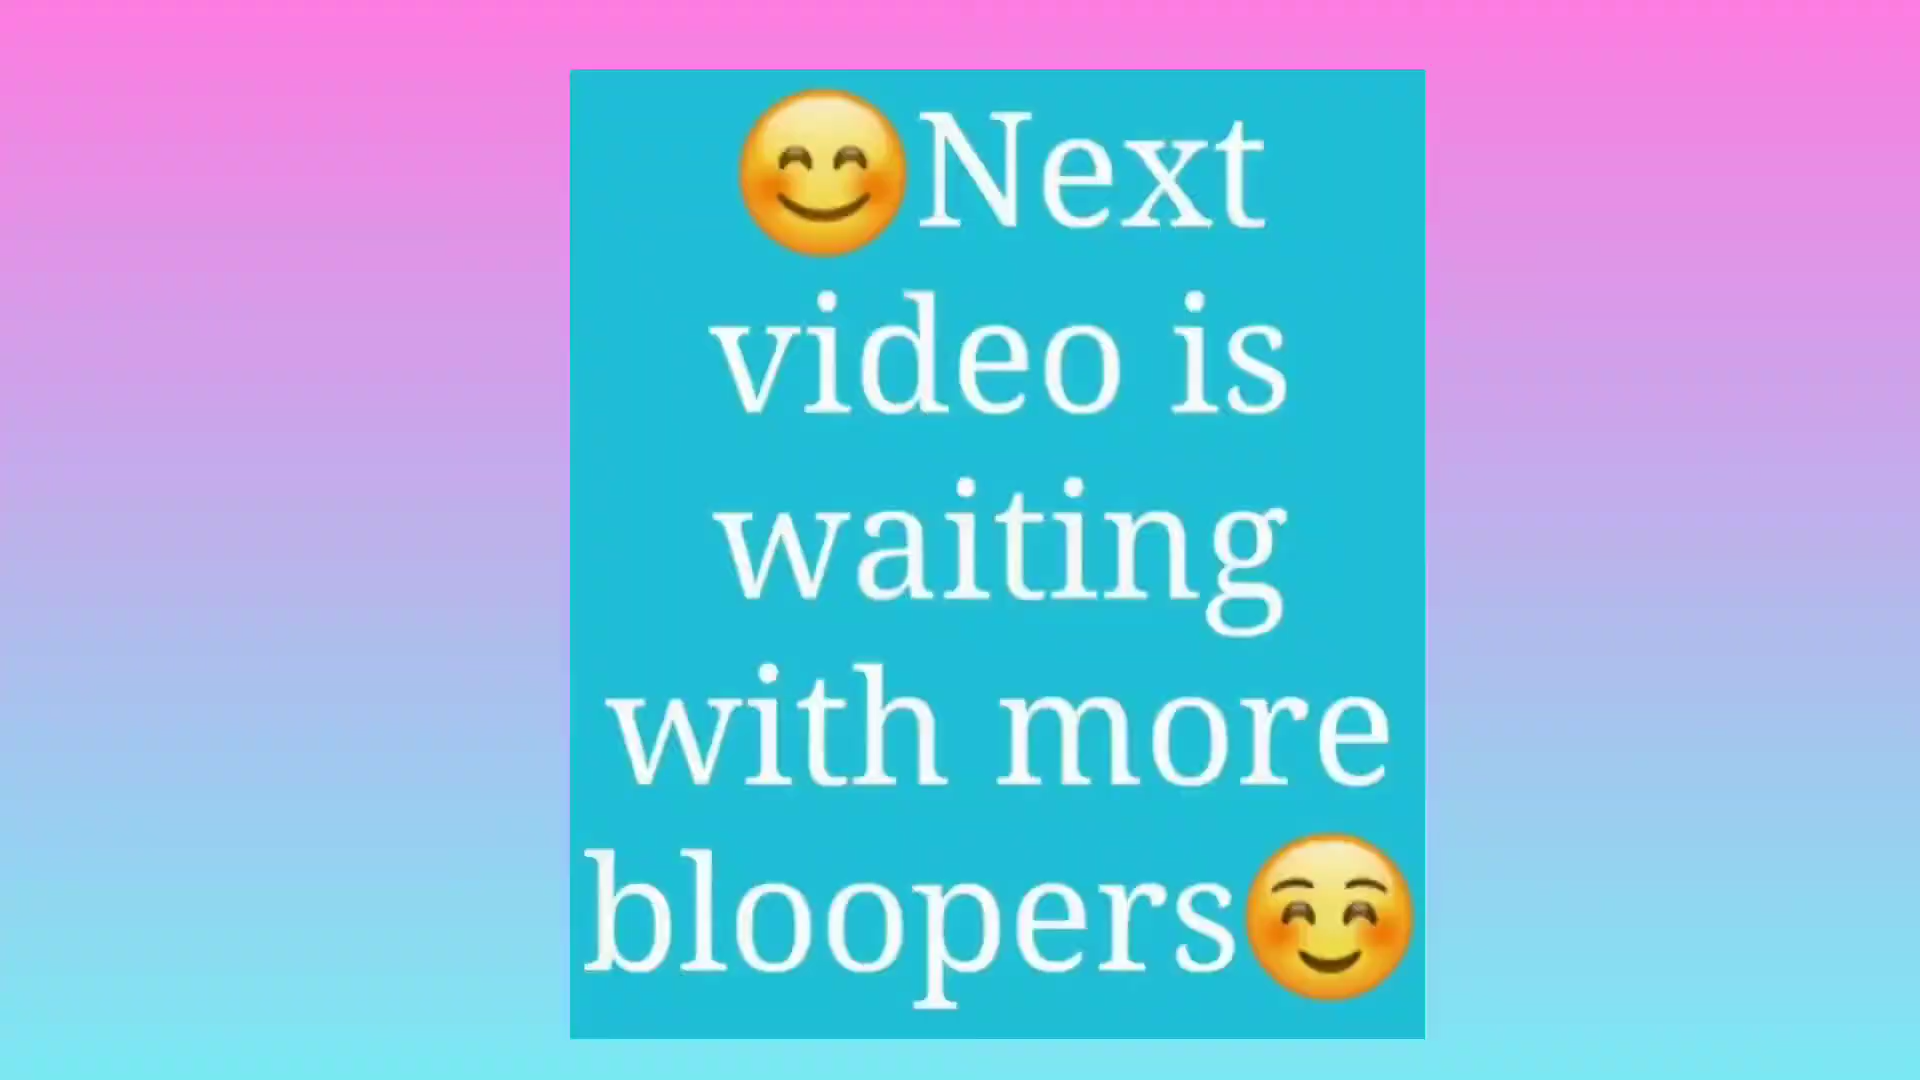 😊Next
video is
waiting
with more
bloopers☺️